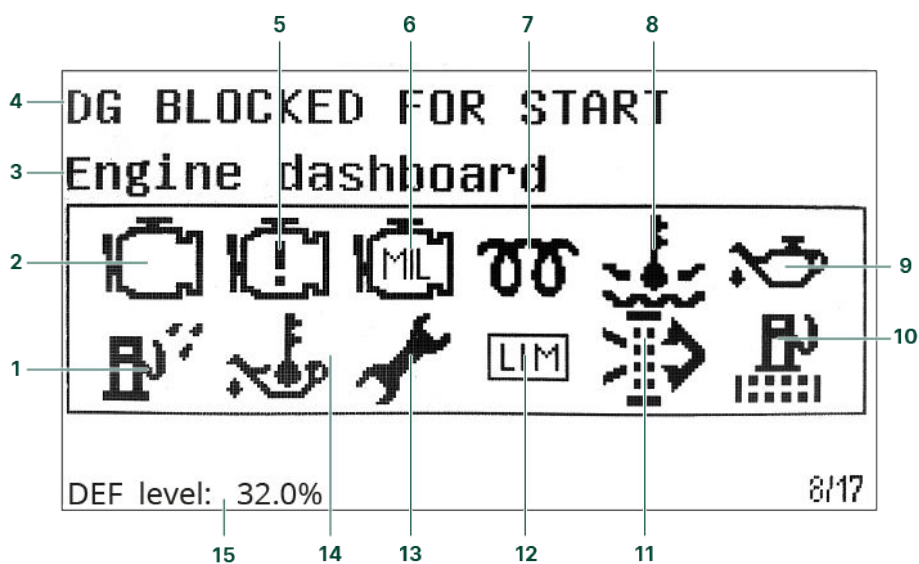 5 6 7 8
4 DG BLOCKED FOR START
3 Engine dashboard
2 MIL 9
1 LIM 10
DEF level: 32.0% 8/17
15 14 13 12 11